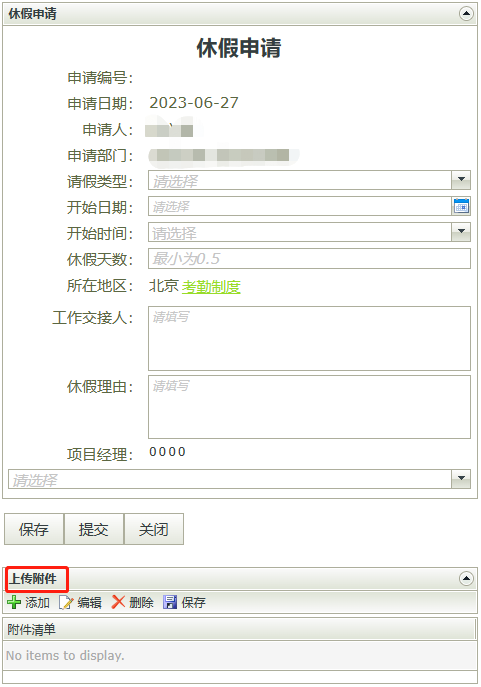 休假申请
休假申请
申请编号：
申请日期： 2023-06-27
申请人：
申请部门：
请假类型： 请选择
开始日期： 请选择
开始时间： 请选择
休假天数： 最小为0.5
所在地区： 北京 考勤制度
工作交接人： 请填写
休假理由： 请填写
项目经理： 0000
请选择
保存 提交 关闭
上传附件
添加 编辑 删除 保存
附件清单
No items to display.